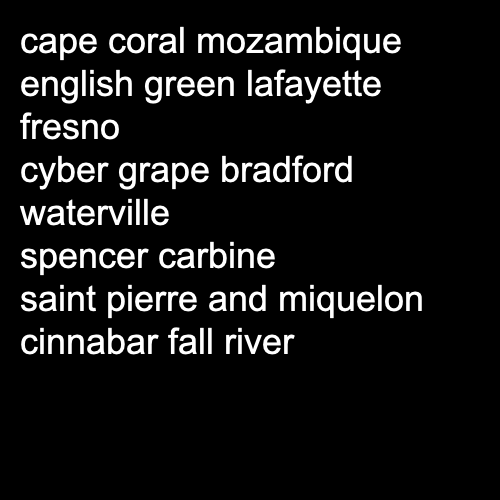 cape coral mozambique
english green lafayette
fresno
cyber grape bradford
waterville
spencer carbine
saint pierre and miquelon
cinnabar fall river